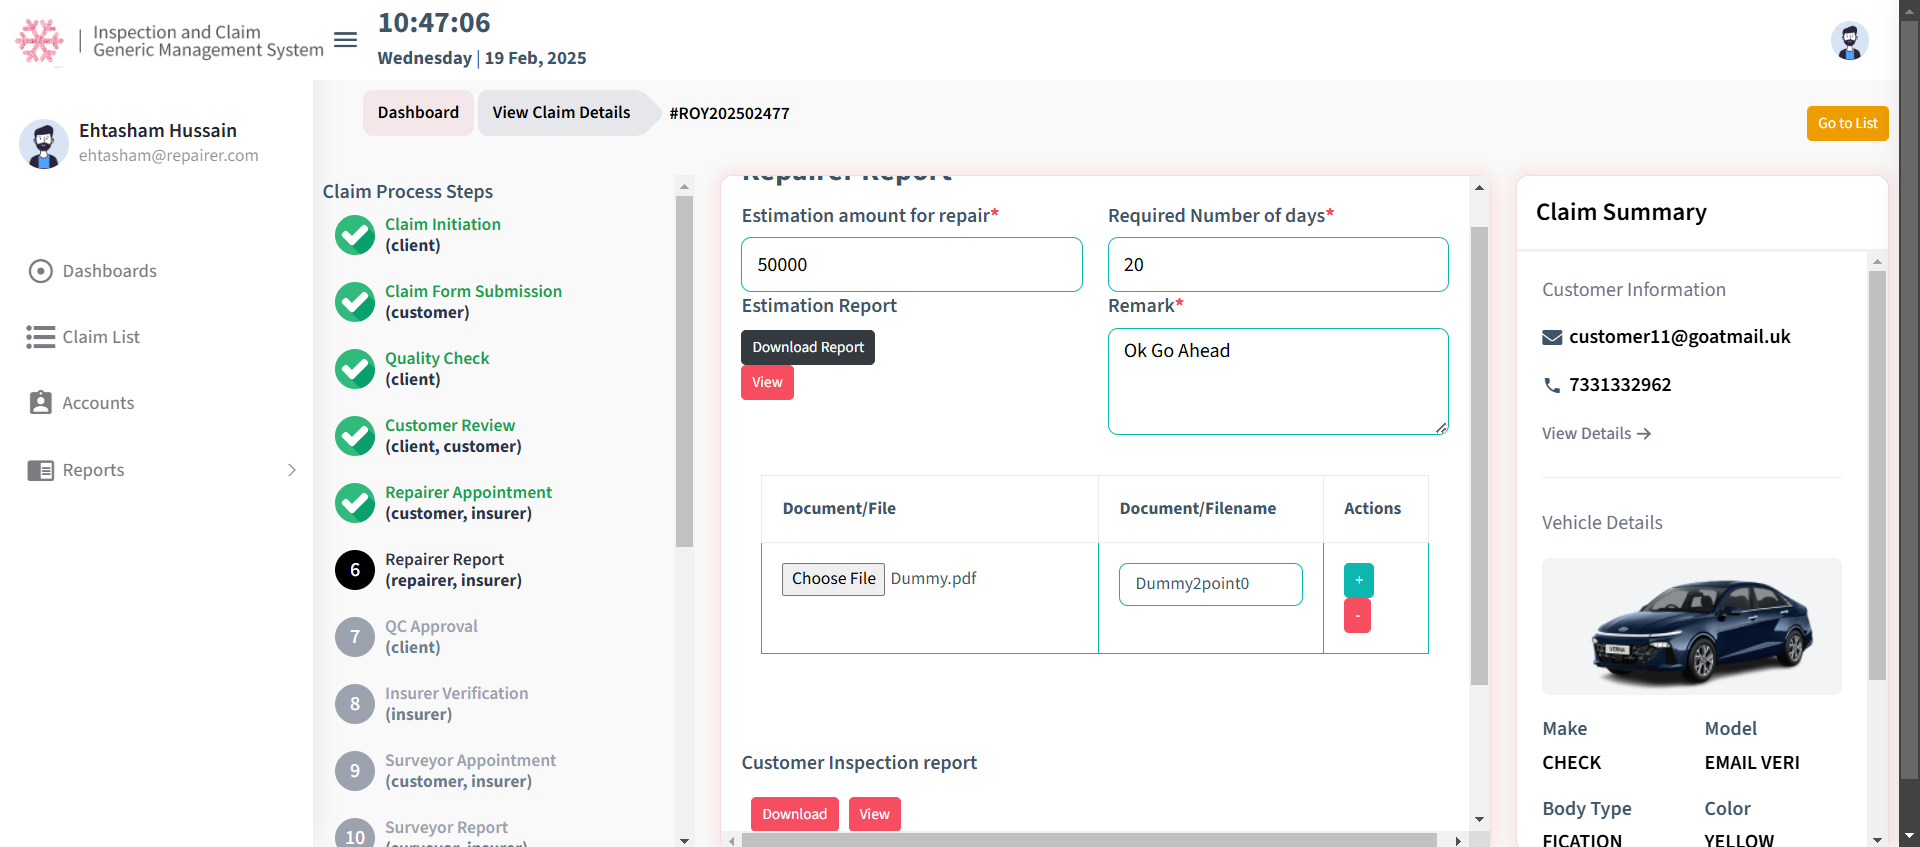 Inspection and Claim
Generic Management System
10:47:06
Wednesday | 19 Feb, 2025
Ehtasham Hussain
ehtasham@repairer.com
Dashboards
Claim List
Accounts
Reports
Dashboard
View Claim Details
#ROY202502477
Go to List
Claim Process Steps
Claim Initiation
(client)
Claim Form Submission
(customer)
Quality Check
(client)
Customer Review
(client, customer)
Repairer Appointment
(customer, insurer)
6
Repairer Report
(repairer, insurer)
7
QC Approval
(client)
8
Insurer Verification
(insurer)
9
Surveyor Appointment
(customer, insurer)
10
Surveyor Report
(surveyor, insurer)
Repairer Report
Estimation amount for repair*
50000
Required Number of days*
20
Estimation Report
Download Report
View
Remark*
Ok Go Ahead
Document/File
Document/Filename
Actions
Choose File Dummy.pdf
Dummy2point0
+
-
Customer Inspection report
Download
View
Claim Summary
Customer Information
customer11@goatmail.uk
7331332962
View Details →
Vehicle Details
VERNA
Make
Model
CHECK
EMAIL VERI
Body Type
Color
FICATION
YELLOW